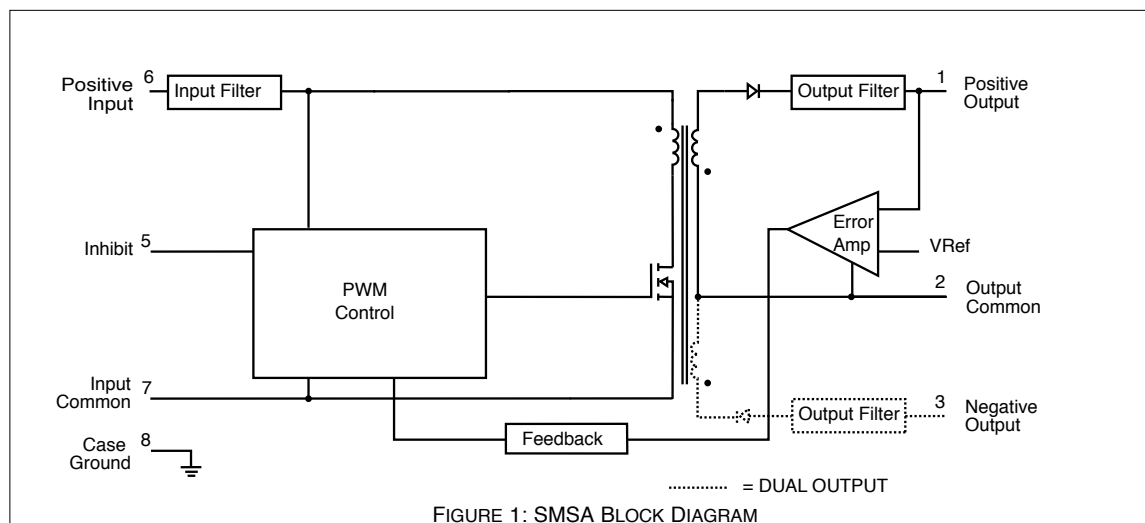 Positive
Input
6
Input Filter
Output Filter
1
Positive
Output
Inhibit
5
PWM
Control
Error
Amp
VRef
2
Output
Common
Input
Common
7
Case
Ground
8
Feedback
Output Filter
3
Negative
Output
= DUAL OUTPUT
FIGURE 1: SMSA BLOCK DIAGRAM